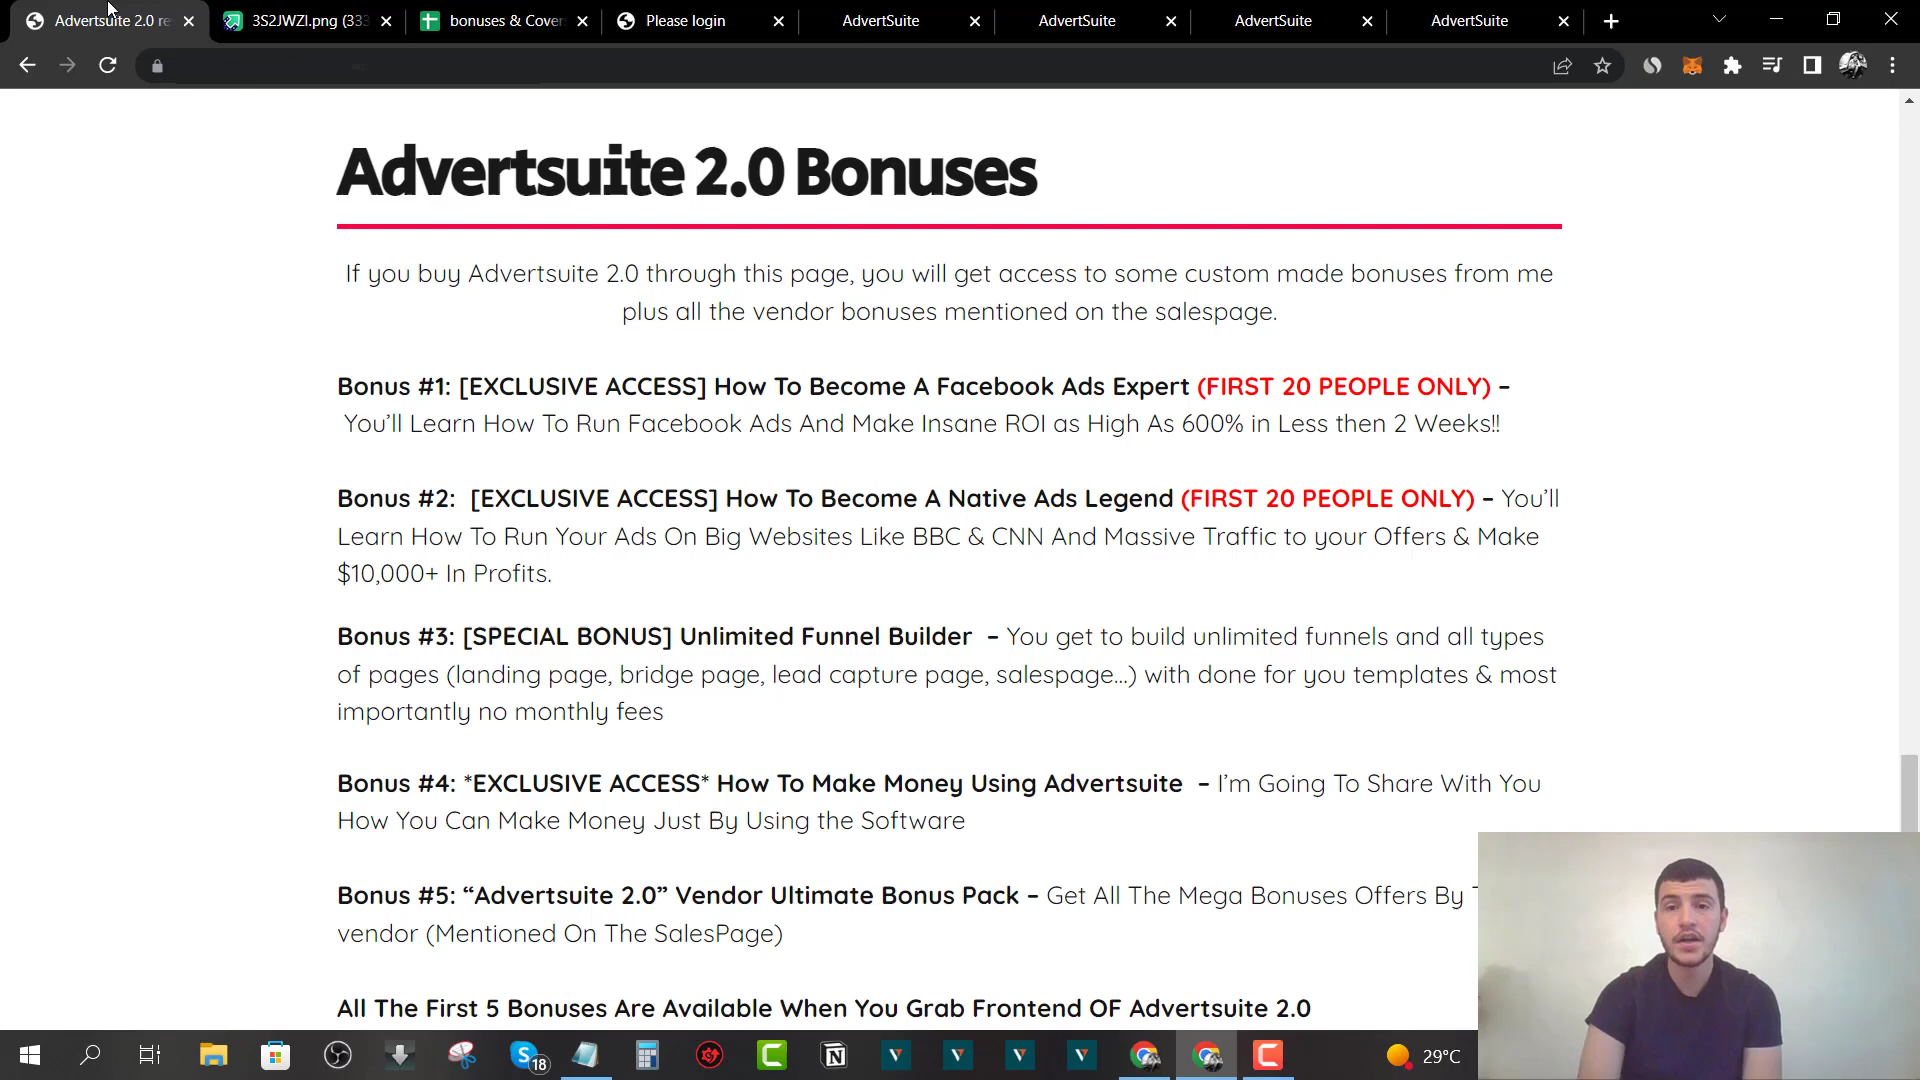 Advertsuite 2.0 re
3S2JWZI.png (333
bonuses & Cover
Please login
AdvertSuite
AdvertSuite
AdvertSuite
AdvertSuite
Advertsuite 2.0 Bonuses
If you buy Advertsuite 2.0 through this page, you will get access to some custom made bonuses from me
plus all the vendor bonuses mentioned on the salespage.
Bonus #1: [EXCLUSIVE ACCESS] How To Become A Facebook Ads Expert (FIRST 20 PEOPLE ONLY) –
You’ll Learn How To Run Facebook Ads And Make Insane ROI as High As 600% in Less then 2 Weeks!!
Bonus #2: [EXCLUSIVE ACCESS] How To Become A Native Ads Legend (FIRST 20 PEOPLE ONLY) – You’ll
Learn How To Run Your Ads On Big Websites Like BBC & CNN And Massive Traffic to your Offers & Make
$10,000+ In Profits.
Bonus #3: [SPECIAL BONUS] Unlimited Funnel Builder – You get to build unlimited funnels and all types
of pages (landing page, bridge page, lead capture page, salespage…) with done for you templates & most
importantly no monthly fees
Bonus #4: *EXCLUSIVE ACCESS* How To Make Money Using Advertsuite – I’m Going To Share With You
How You Can Make Money Just By Using the Software
Bonus #5: “Advertsuite 2.0” Vendor Ultimate Bonus Pack – Get All The Mega Bonuses Offers By
vendor (Mentioned On The SalesPage)
All The First 5 Bonuses Are Available When You Grab Frontend OF Advertsuite 2.0
18
29°C